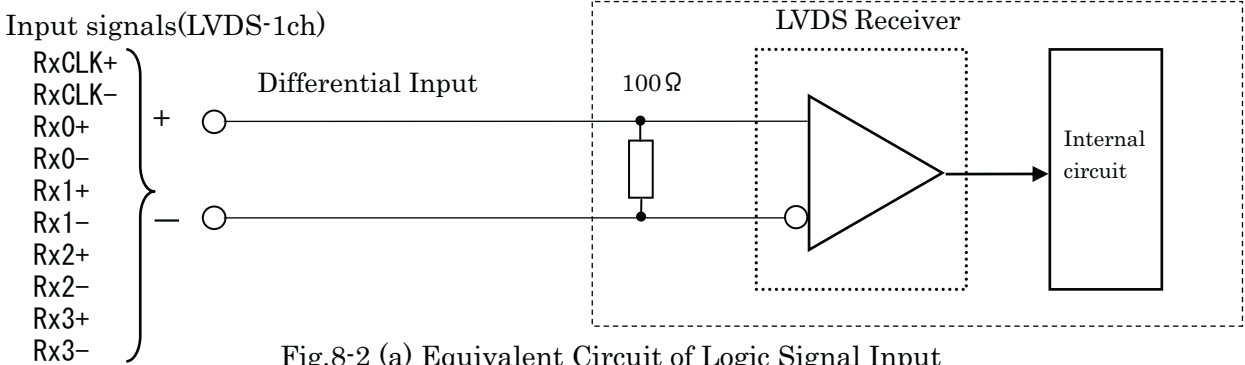 Input signals(LVDS-1ch)
RxCLK+
RxCLK-
Rx0+
Rx0-
Rx1+
Rx1-
Rx2+
Rx2-
Rx3+
Rx3-
+
—
Differential Input
100Ω
LVDS Receiver
Internal
circuit
Fig.8-2 (a) Equivalent Circuit of Logic Signal Input